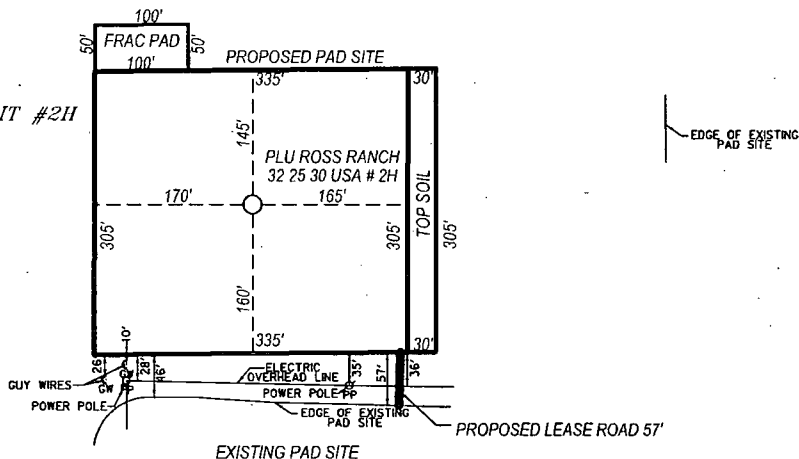 100'
50'
FRAC PAD
50'
100'
PROPOSED PAD SITE
335'
30'
IT #2H
145'
EDGE OF EXISTING
PAD SITE
PLU ROSS RANCH
32 25 30 USA # 2H
170'
165'
TOP SOIL
305'
305'
305'
160'
335'
30'
10'
26'
GW
28'
46'
ELECTRIC
OVERHEAD LINE
35'
57'
36'
GUY WIRES
GW
PP
POWER POLE
PP
POWER POLE
EDGE OF EXISTING
PAD SITE
PROPOSED LEASE ROAD 57'
EXISTING PAD SITE